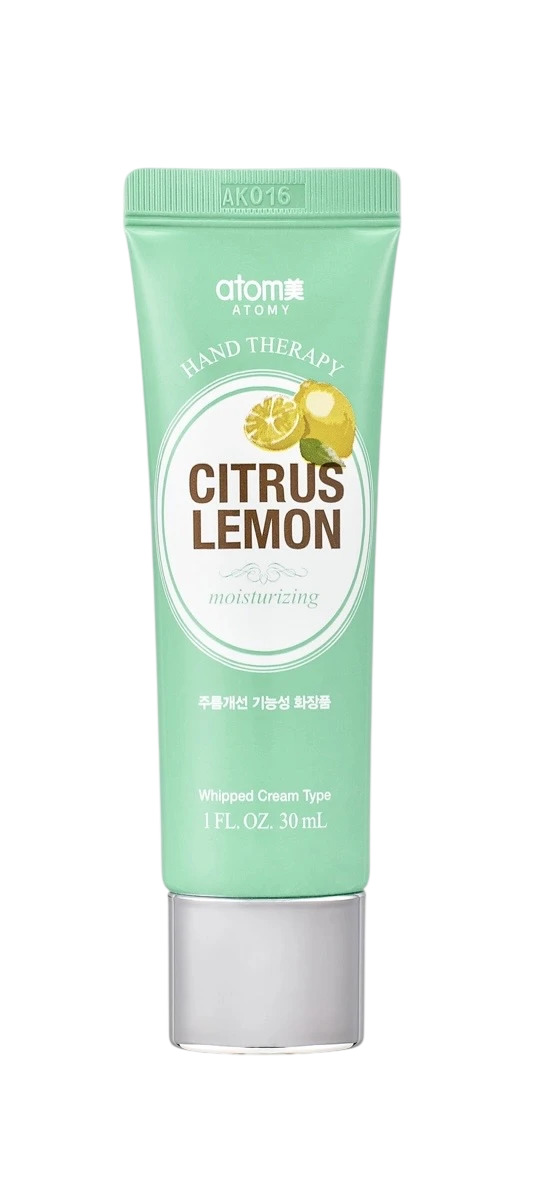 AK016
atom美
ATOMY
HAND THERAPY
CITRUS
LEMON
moisturizing
주름개선 기능성 화장품
Whipped Cream Type
1 FL. OZ. 30 mL